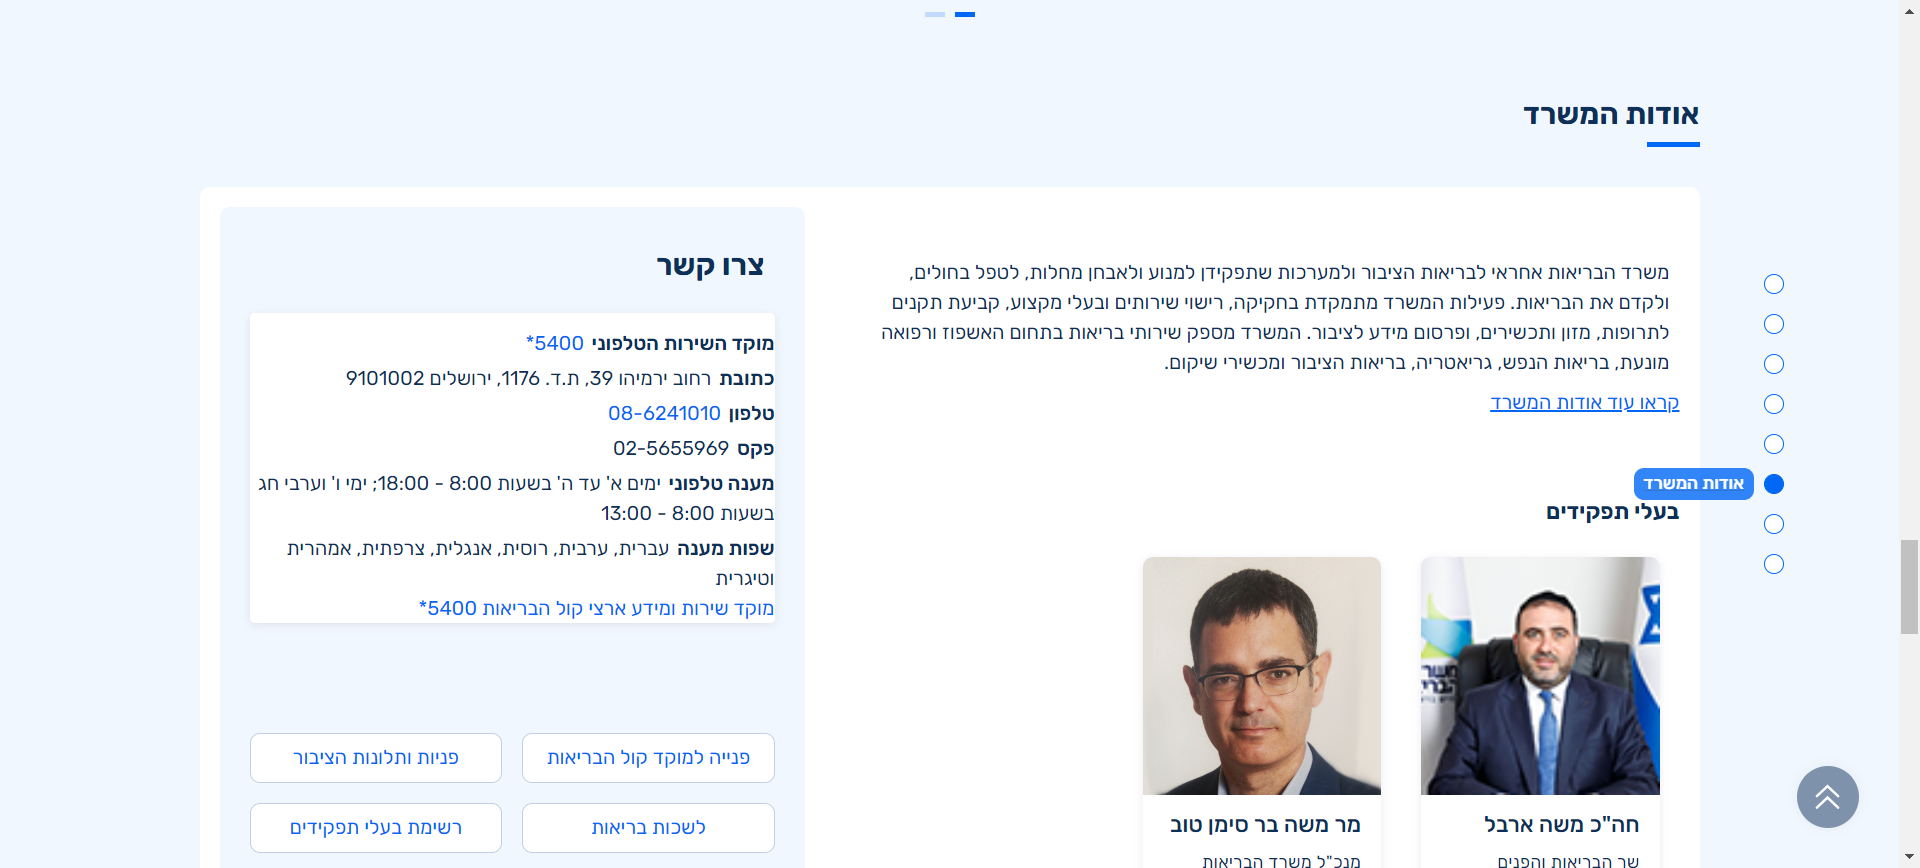 אודות המשרד
משרד הבריאות אחראי לבריאות הציבור ולמערכות שתפקידן למנוע ולאבחן מחלות, לטפל בחולים,
ולקדם את הבריאות. פעילות המשרד מתמקדת בחקיקה, רישוי שירותים ובעלי מקצוע, קביעת תקנים
לתרופות, מזון ותכשירים, ופרסום מידע לציבור. המשרד מספק שירותי בריאות בתחום האשפוז ורפואה
מונעת, בריאות הנפש, גריאטריה, בריאות הציבור ומכשירי שיקום.
קראו עוד אודות המשרד
אודות המשרד
בעלי תפקידים
חה"כ משה ארבל
שר הבריאות והפנים
מר משה בר סימן טוב
מנכ"ל משרד הבריאות
צרו קשר
מוקד השירות הטלפוני 5400*
כתובת רחוב ירמיהו 39, ת.ד. 1176, ירושלים 9101002
טלפון 08-6241010
פקס 02-5655969
מענה טלפוני ימים א' עד ה' בשעות 8:00 - 18:00; ימי ו' וערבי חג
בשעות 8:00 - 13:00
שפות מענה עברית, ערבית, רוסית, אנגלית, צרפתית, אמהרית
וטיגרית
מוקד שירות ומידע ארצי קול הבריאות 5400*
פנייה למוקד קול הבריאות
פניות ותלונות הציבור
לשכות בריאות
רשימת בעלי תפקידים